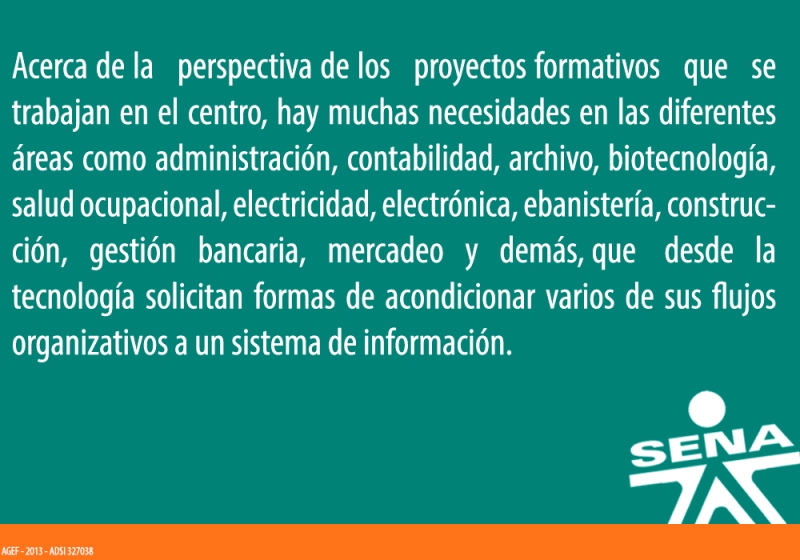 Acerca de la perspectiva de los proyectos formativos que se
trabajan en el centro, hay muchas necesidades en las diferentes
áreas como administración, contabilidad, archivo, biotecnología,
salud ocupacional, electricidad, electrónica, ebanistería, construc-
ción, gestión bancaria, mercadeo y demás, que desde la
tecnología solicitan formas de acondicionar varios de sus flujos
organizativos a un sistema de información.
SENA
AGEF - 2013 - ADSI 327038